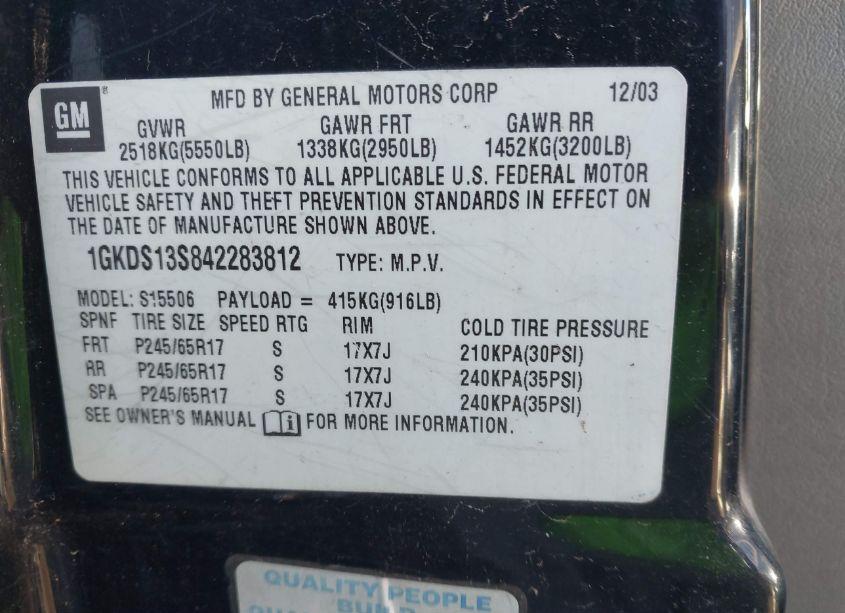 GM ® MFD BY GENERAL MOTORS CORP 12/03
GVWR GAWR FRT GAWR RR
2518KG(5550LB) 1338KG(2950LB) 1452KG(3200LB)
THIS VEHICLE CONFORMS TO ALL APPLICABLE U.S. FEDERAL MOTOR
VEHICLE SAFETY AND THEFT PREVENTION STANDARDS IN EFFECT ON
THE DATE OF MANUFACTURE SHOWN ABOVE.
1GKDS13S842283812 TYPE: M.P.V.
MODEL: S15506 PAYLOAD = 415KG(916LB)
SPNF TIRE SIZE SPEED RTG RIM COLD TIRE PRESSURE
FRT P245/65R17 S 17X7J 210KPA(30PSI)
RR P245/65R17 S 17X7J 240KPA(35PSI)
SPA P245/65R17 S 17X7J 240KPA(35PSI)
SEE OWNER'S MANUAL FOR MORE INFORMATION.
QUALITY PEOPLE
BUILD